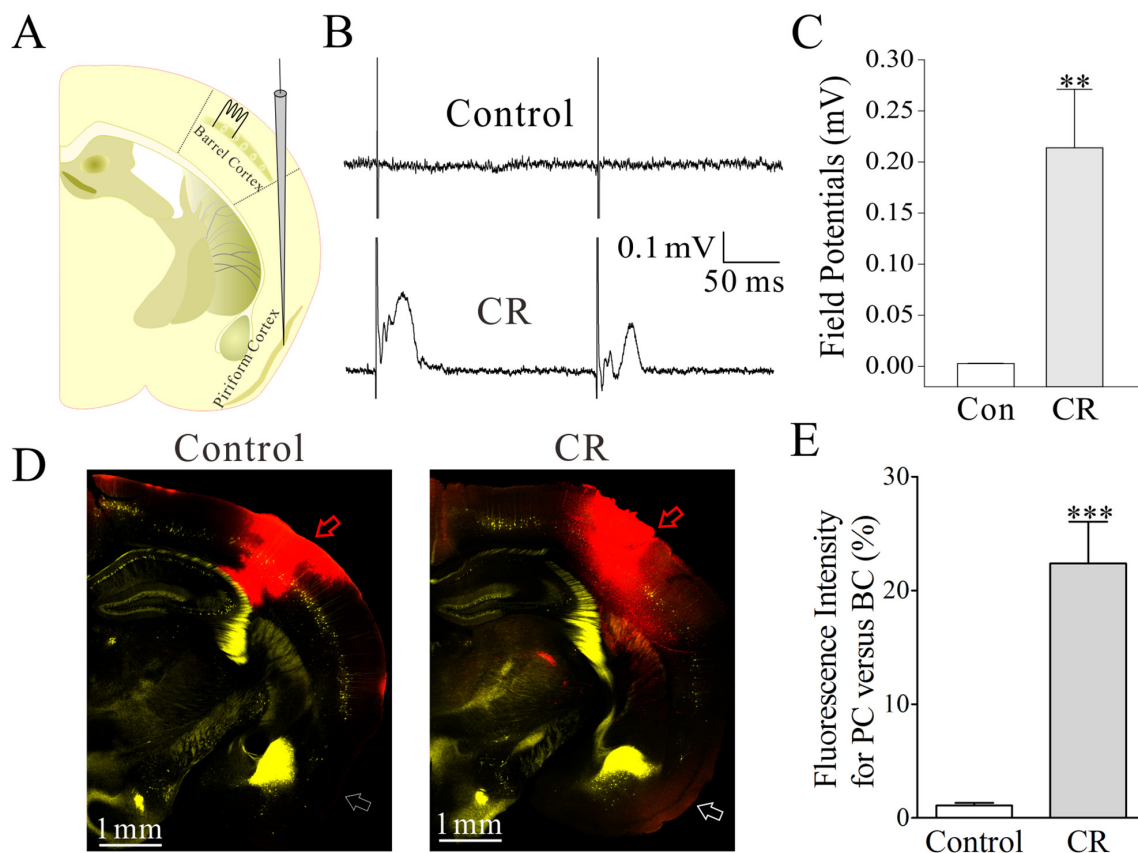 A
Barrel Cortex
Piriform Cortex
B
Control
0.1 mV
50 ms
CR
C
Field Potentials (mV)
0.30
0.25
0.20
0.15
0.10
0.05
0.00
**
Con
CR
D
Control
CR
1 mm
1 mm
E
Fluorescence Intensity
for PC versus BC (%)
30
20
10
0
***
Control
CR